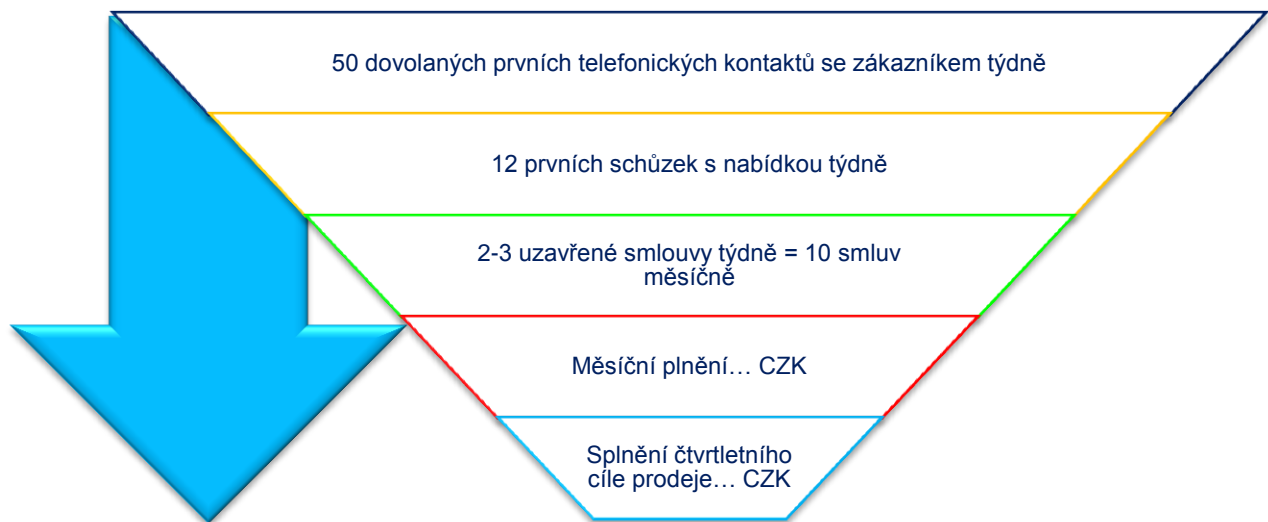 50 dovolaných prvních telefonických kontaktů se zákazníkem týdně
12 prvních schůzek s nabídkou týdně
2-3 uzavřené smlouvy týdně = 10 smluv
měsíčně
Měsíční plnění… CZK
Splnění čtvrtletního
cíle prodeje… CZK